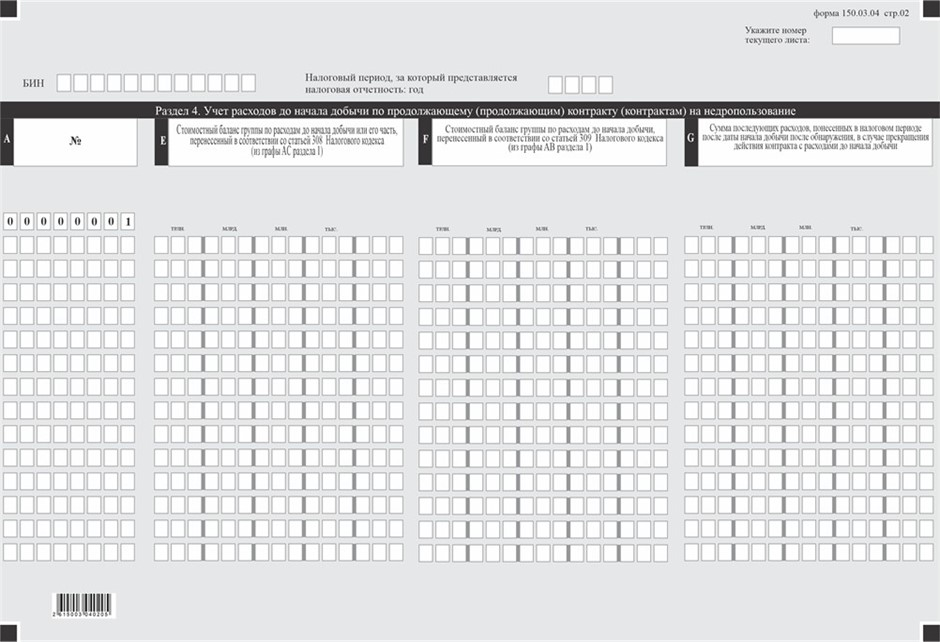 форма 150.03.04 стр.02
Укажите номер
текущего листа:
БИН
Налоговый период, за который представляется
налоговая отчетность: год
Раздел 4. Учет расходов до начала добычи по продолжающему (продолжающим) контракту (контрактам) на недропользование
A
№
E
Стоимостный баланс группы по расходам до начала добычи или его часть,
перенесенный в соответствии со статьей 308 Налогового кодекса
(из графы AC раздела 1)
F
Стоимостный баланс группы по расходам до начала добычи,
перенесенный в соответствии со статьей 309 Налогового кодекса
(из графы AB раздела 1)
G
Сумма последующих расходов, понесенных в налоговом периоде
после даты начала добычи после обнаружения, в случае прекращения
действия контракта с расходами до начала добычи
0 0 0 0 0 0 0 1
трлн. млрд. млн. тыс.
трлн. млрд. млн. тыс.
трлн. млрд. млн. тыс.